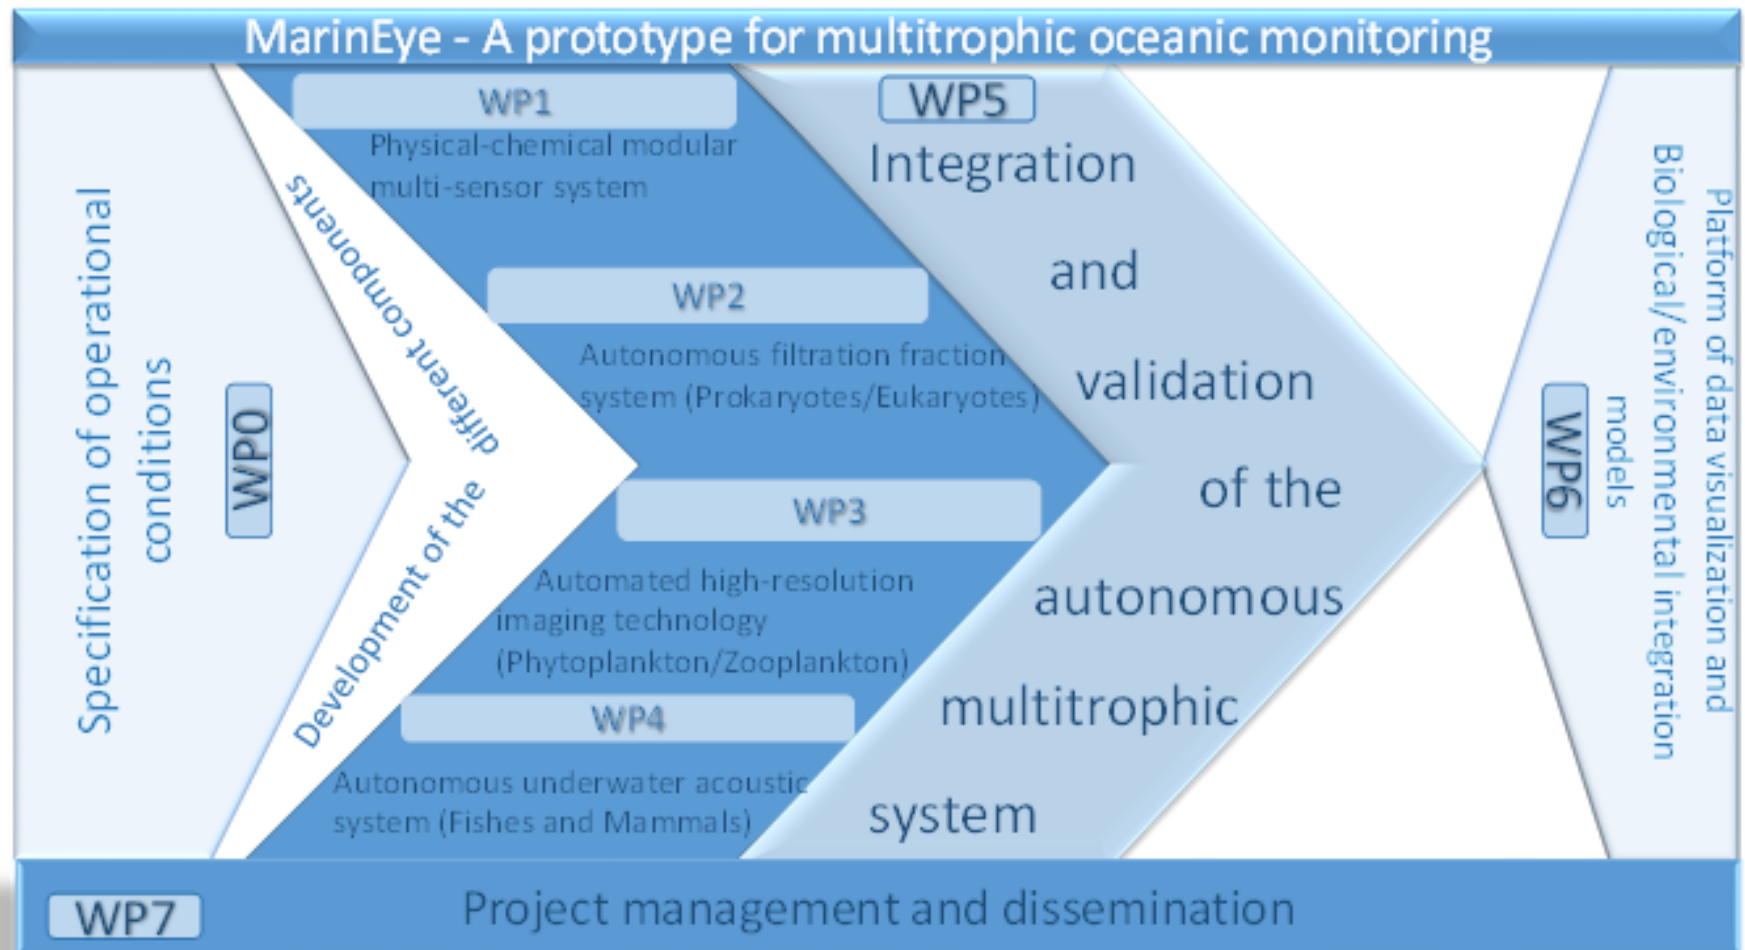 MarinEye - A prototype for multitrophic oceanic monitoring
Specification of operational
conditions
WP0
Development of the
different components
WP1
Physical-chemical modular
multi-sensor system
WP2
Autonomous filtration fraction
system (Prokaryotes/Eukaryotes)
WP3
Automated high-resolution
imaging technology
(Phytoplankton/Zooplankton)
WP4
Autonomous underwater acoustic
system (Fishes and Mammals)
WP5
Integration
and
validation
of the
autonomous
multitrophic
system
Platform of data visualization and
Biological/environmental integration
models
WP6
WP7
Project management and dissemination